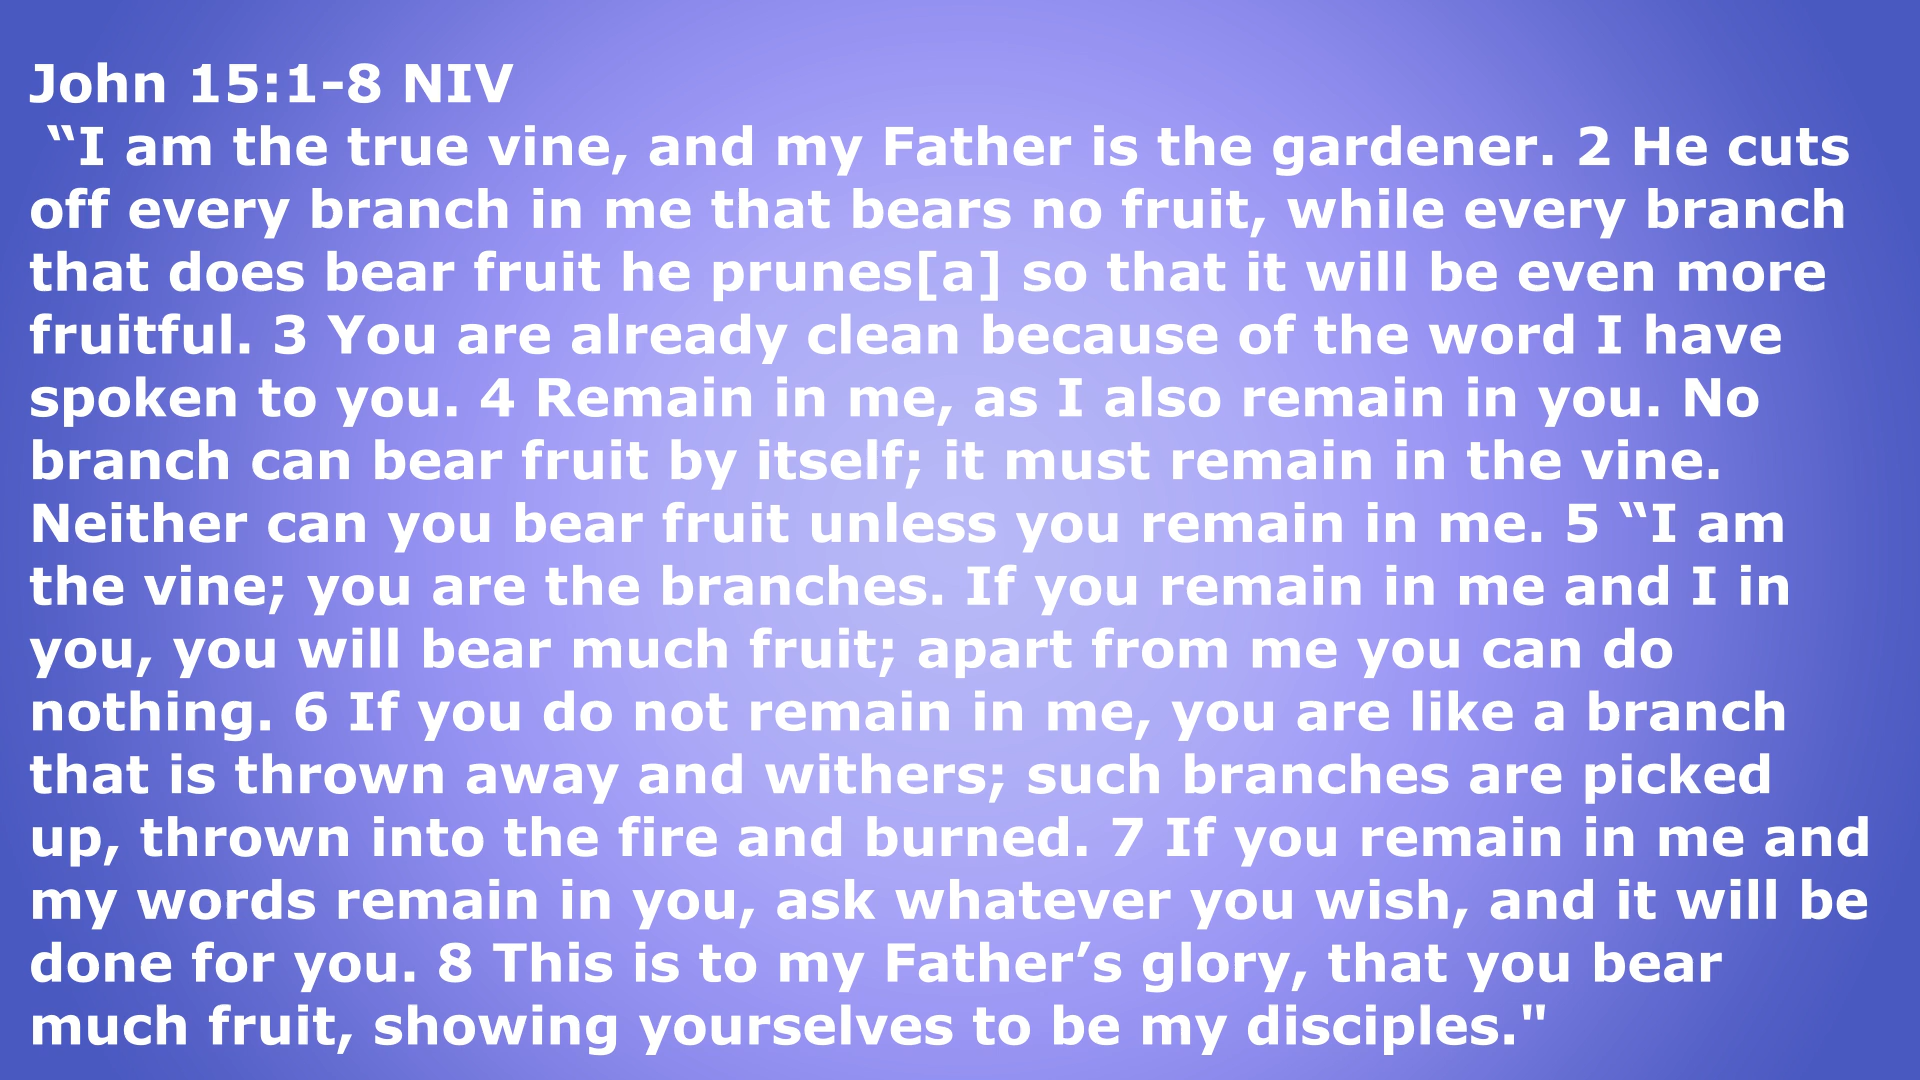 John 15:1-8 NIV
“I am the true vine, and my Father is the gardener. 2 He cuts
off every branch in me that bears no fruit, while every branch
that does bear fruit he prunes[a] so that it will be even more
fruitful. 3 You are already clean because of the word I have
spoken to you. 4 Remain in me, as I also remain in you. No
branch can bear fruit by itself; it must remain in the vine.
Neither can you bear fruit unless you remain in me. 5 “I am
the vine; you are the branches. If you remain in me and I in
you, you will bear much fruit; apart from me you can do
nothing. 6 If you do not remain in me, you are like a branch
that is thrown away and withers; such branches are picked
up, thrown into the fire and burned. 7 If you remain in me and
my words remain in you, ask whatever you wish, and it will be
done for you. 8 This is to my Father’s glory, that you bear
much fruit, showing yourselves to be my disciples."